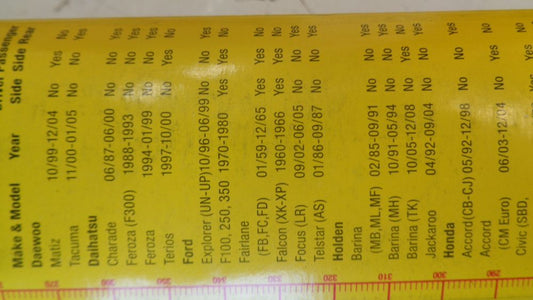 Driver Passenger
Make & Model Year Side Side Rear
Daewoo
Matiz 10/99-12/04 No No Yes
Tacuma 11/00-01/05 No No No
Daihatsu
Charade 06/87-06/00 No No No
Feroza (F300) 1988-1993 No No Yes
Feroza 1994-01/99 No No No
Terios 1997-10/00 No No Yes
Ford
Explorer (UN-UP) 10/96-06/99 No No
F100, 250, 350 1970-1980 Yes Yes No
Fairlane
(FB,FC,FD) 01/59-12/65 Yes Yes No
Falcon (XK-XP) 1960-1966 Yes Yes No
Focus (LR) 09/02-06/05 No No Yes
Telstar (AS) 01/86-09/87 No No Yes
Holden
Barina
(MB,ML,MF) 02/85-09/91 No No
Barina (MH) 10/91-05/94 No No Yes
Barina (TK) 10/05-12/08 No No Yes
Jackaroo 04/92-09/04 No No
Honda
Accord(CB-CJ) 05/92-12/98 No No
Accord
(CM Euro) 06/03-12/04 No No Yes
Civic (SBD,
320
310
300
290